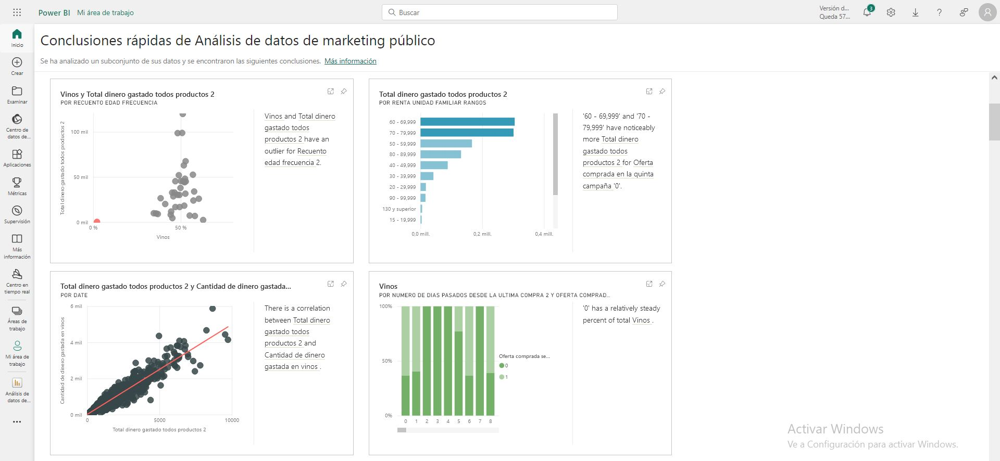 Power BI Mi área de trabajo
Buscar
Versión d...
Queda 57...
3
Inicio
Crear
Examinar
Centro de
datos de...
Aplicaciones
Métricas
Supervisión
Más
información
Centro en
tiempo real
Áreas de
trabajo
Mi área de
trabajo
Análisis de
datos de...
Conclusiones rápidas de Análisis de datos de marketing público
Se ha analizado un subconjunto de sus datos y se encontraron las siguientes conclusiones. Más información
Vinos y Total dinero gastado todos productos 2
POR RECUENTO EDAD FRECUENCIA
Total dinero gastado todos productos 2
100 mil
50 mil
0 mil
0 %
50 %
Vinos
Vinos and Total dinero
gastado todos
productos 2 have an
outlier for Recuento
edad frecuencia 2.
Total dinero gastado todos productos 2
POR RENTA UNIDAD FAMILIAR RANGOS
60 - 69,999
70 - 79,999
50 - 59,999
80 - 89,999
40 - 49,999
30 - 39,999
20 - 29,999
90 - 99,999
130 y superior
15 - 19,999
0,0 mill.
0,2 mill.
0,4 mill.
'60 - 69,999' and '70 -
79,999' have noticeably
more Total dinero
gastado todos
productos 2 for Oferta
comprada en la quinta
campaña '0'.
Total dinero gastado todos productos 2 y Cantidad de dinero gastada...
POR DATE
Cantidad de dinero gastada en vinos
6 mil
4 mil
2 mil
0 mil
0
5000
10000
Total dinero gastado todos productos 2
There is a correlation
between Total dinero
gastado todos
productos 2 and
Cantidad de dinero
gastada en vinos .
Vinos
POR NUMERO DE DIAS PASADOS DESDE LA ULTIMA COMPRA 2 Y OFERTA COMPRAD...
100%
50%
0%
0 1 2 3 4 5 6 7 8
Oferta comprada se...
0
1
'0' has a relatively steady
percent of total Vinos .
Activar Windows
Ve a Configuración para activar Windows.